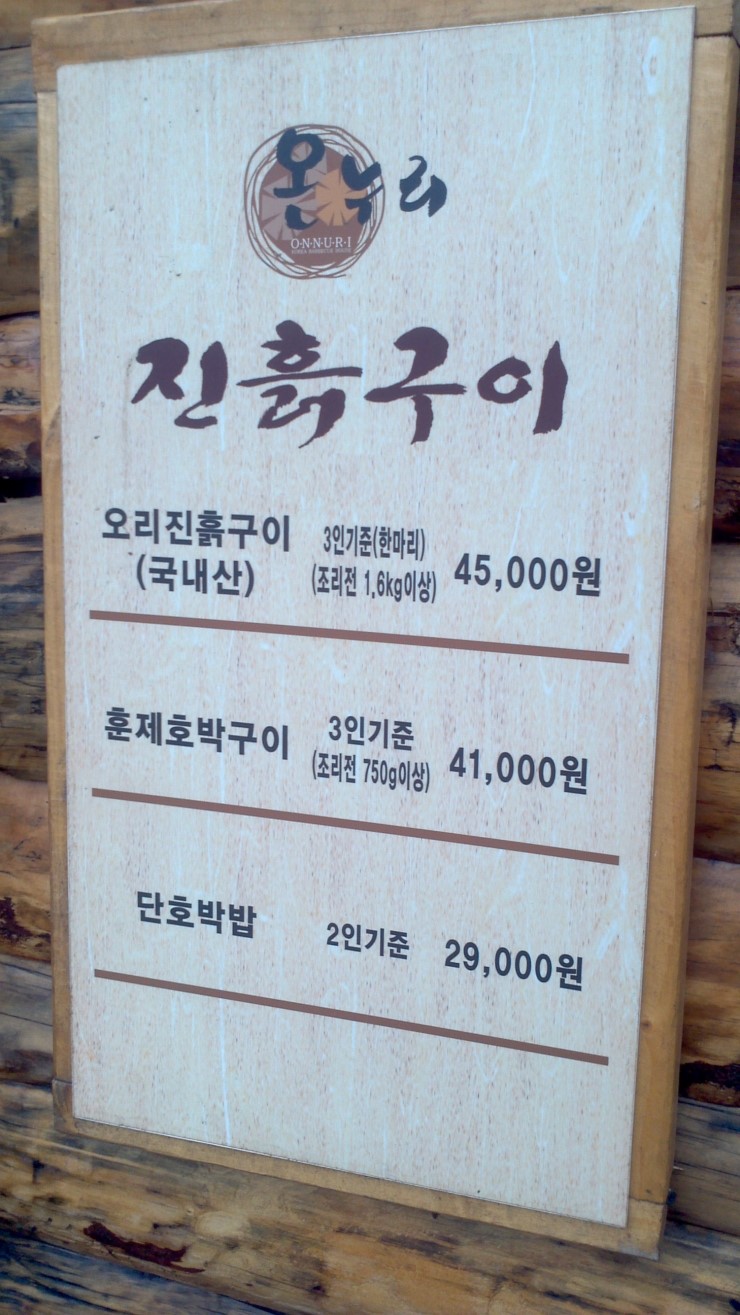 온누리
O·N·N·U·R·I
진흙구이
오리진흙구이 3인기준(한마리) 45,000원
(국내산) (조리전 1,6kg이상)
훈제호박구이 3인기준 41,000원
(조리전 750g이상)
단호박밥 2인기준 29,000원